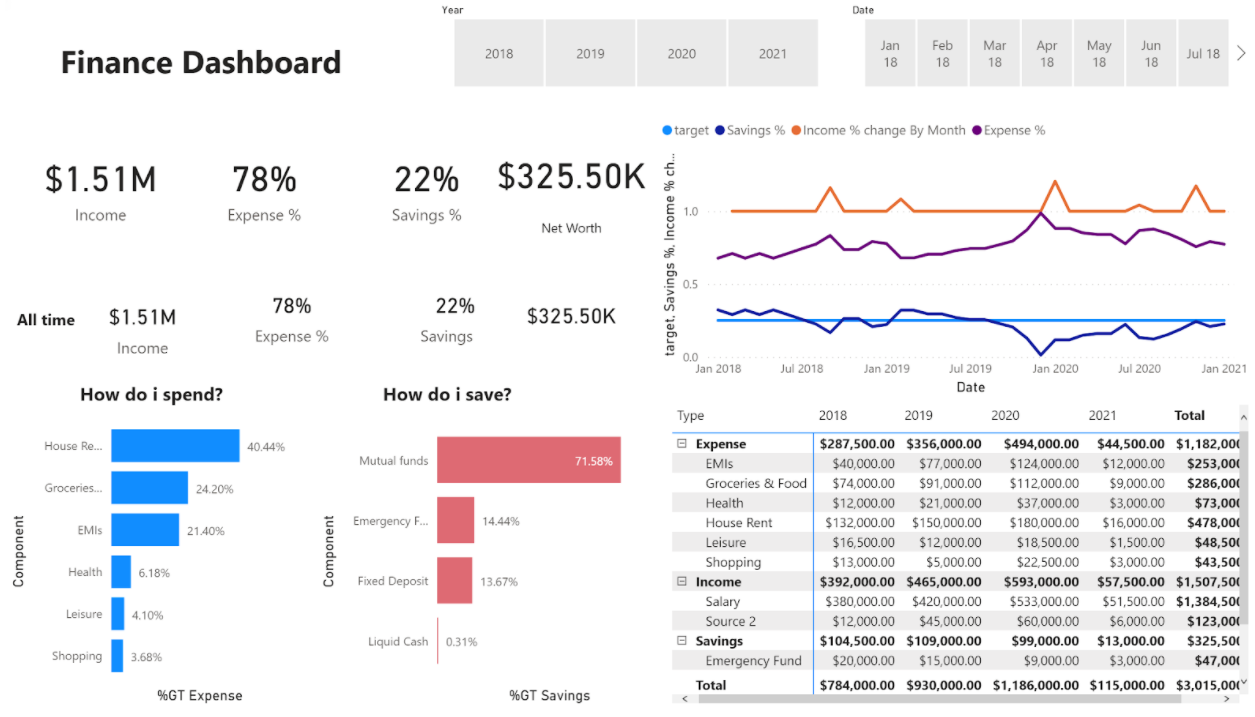 Year
Date
Finance Dashboard
2018 2019 2020 2021
Jan 18 Feb 18 Mar 18 Apr 18 May 18 Jun 18 Jul 18
target Savings % Income % change By Month Expense %
$1.51M 78% 22% $325.50K
Income Expense % Savings % Net Worth
All time $1.51M 78% 22% $325.50K
Income Expense % Savings
target, Savings %, Income % ch...
1.0
0.5
0.0
Jan 2018 Jul 2018 Jan 2019 Jul 2019 Jan 2020 Jul 2020 Jan 2021
Date
How do i spend?
Component
House Re... 40.44%
Groceries... 24.20%
EMIs 21.40%
Health 6.18%
Leisure 4.10%
Shopping 3.68%
%GT Expense
How do i save?
Component
Mutual funds 71.58%
Emergency F... 14.44%
Fixed Deposit 13.67%
Liquid Cash 0.31%
%GT Savings
Type 2018 2019 2020 2021 Total
Expense $287,500.00 $356,000.00 $494,000.00 $44,500.00 $1,182,000
EMIs $40,000.00 $77,000.00 $124,000.00 $12,000.00 $253,000
Groceries & Food $74,000.00 $91,000.00 $112,000.00 $9,000.00 $286,000
Health $12,000.00 $21,000.00 $37,000.00 $3,000.00 $73,000
House Rent $132,000.00 $150,000.00 $180,000.00 $16,000.00 $478,000
Leisure $16,500.00 $12,000.00 $18,500.00 $1,500.00 $48,500
Shopping $13,000.00 $5,000.00 $22,500.00 $3,000.00 $43,500
Income $392,000.00 $465,000.00 $593,000.00 $57,500.00 $1,507,500
Salary $380,000.00 $420,000.00 $533,000.00 $51,500.00 $1,384,500
Source 2 $12,000.00 $45,000.00 $60,000.00 $6,000.00 $123,000
Savings $104,500.00 $109,000.00 $99,000.00 $13,000.00 $325,500
Emergency Fund $20,000.00 $15,000.00 $9,000.00 $3,000.00 $47,000
Total $784,000.00 $930,000.00 $1,186,000.00 $115,000.00 $3,015,000